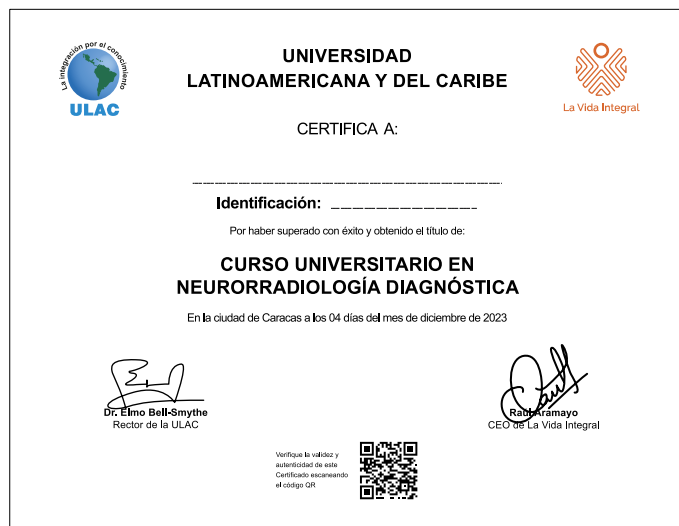 La integración por el conocimiento
ULAC
UNIVERSIDAD
LATINOAMERICANA Y DEL CARIBE
La Vida Integral
CERTIFICA A:
Identificación:
Por haber superado con éxito y obtenido el título de:
CURSO UNIVERSITARIO EN
NEURORRADIOLOGÍA DIAGNÓSTICA
En la ciudad de Caracas a los 04 días del mes de diciembre de 2023
Dr. Elmo Bell-Smythe
Rector de la ULAC
Raúl Aramayo
CEO de La Vida Integral
Verifique la validez y
autenticidad de este
Certificado escaneando
el código QR